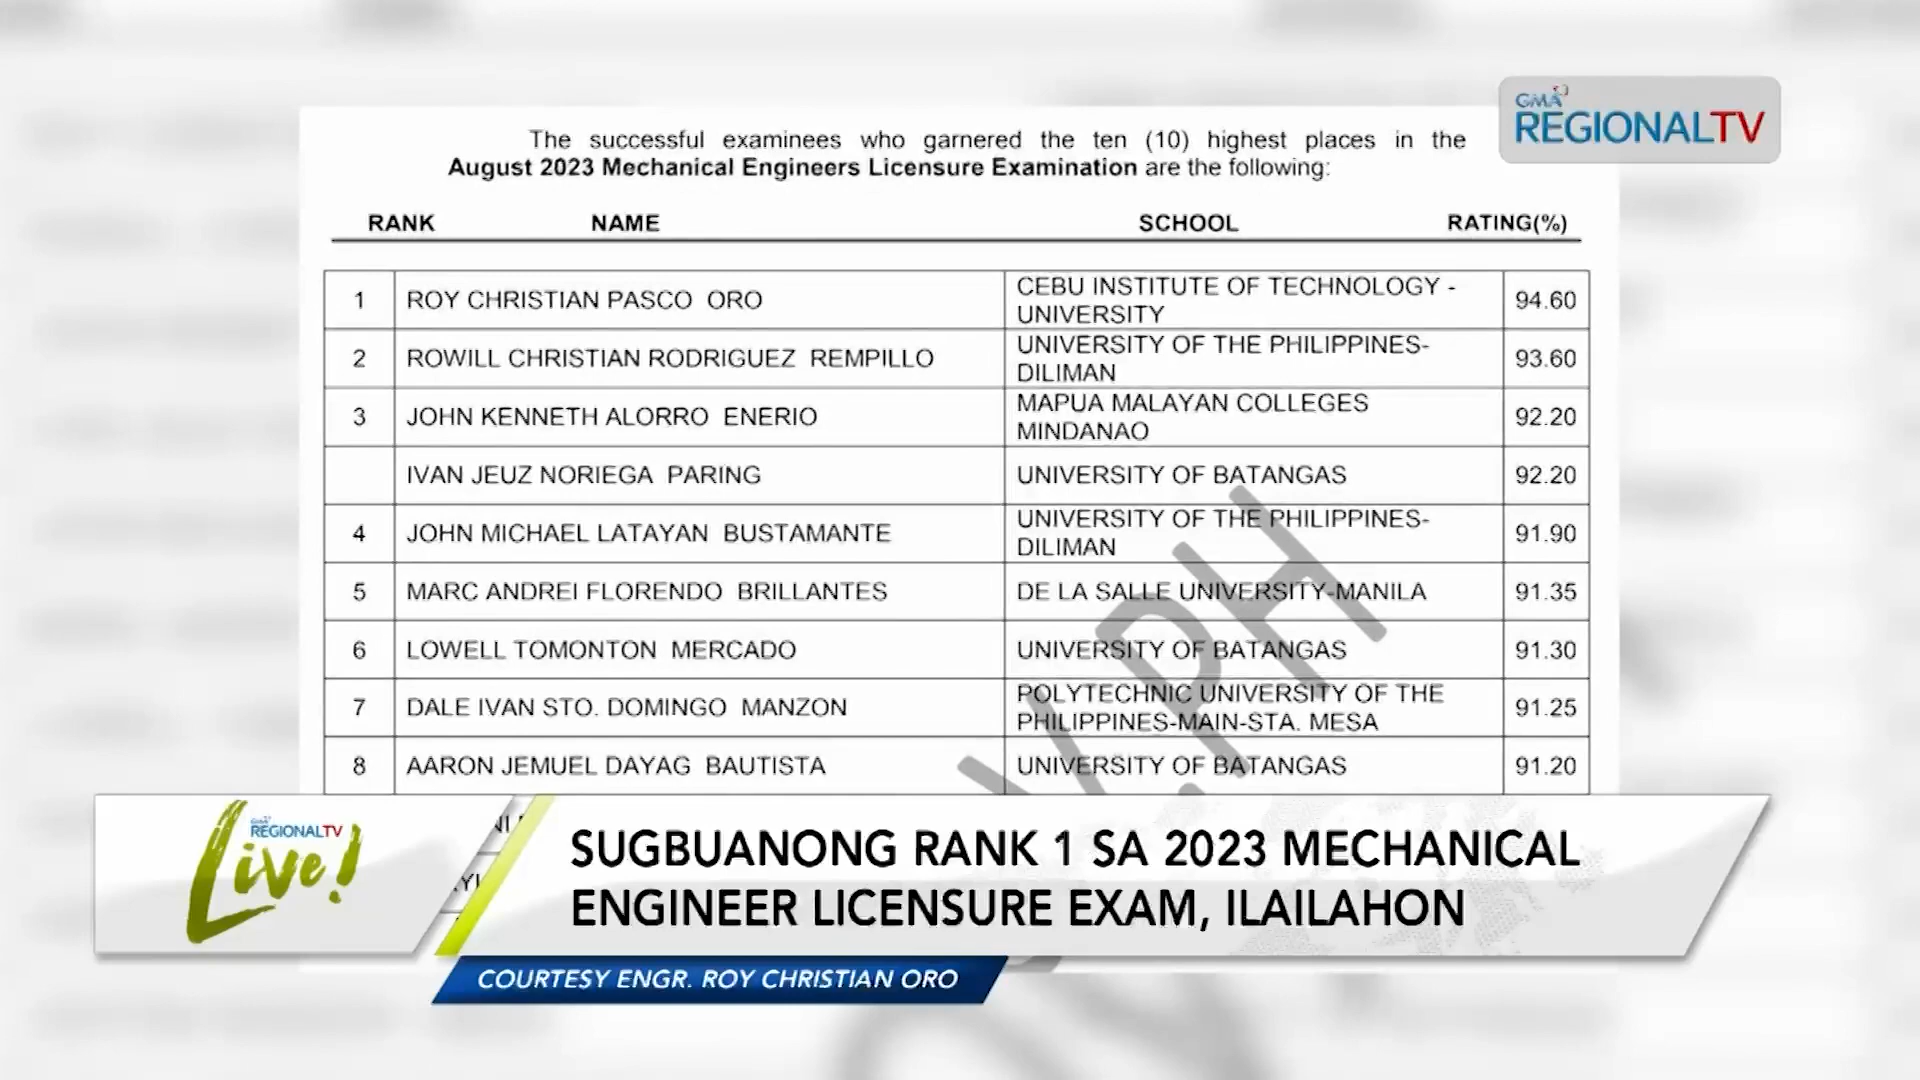 GMA
REGIONALTV
The successful examinees who garnered the ten (10) highest places in the
August 2023 Mechanical Engineers Licensure Examination are the following:
RANK NAME SCHOOL RATING(%)
1 ROY CHRISTIAN PASCO ORO CEBU INSTITUTE OF TECHNOLOGY - UNIVERSITY 94.60
2 ROWILL CHRISTIAN RODRIGUEZ REMPILLO UNIVERSITY OF THE PHILIPPINES-DILIMAN 93.60
3 JOHN KENNETH ALORRO ENERIO MAPUA MALAYAN COLLEGES MINDANAO 92.20
IVAN JEUZ NORIEGA PARING UNIVERSITY OF BATANGAS 92.20
4 JOHN MICHAEL LATAYAN BUSTAMANTE UNIVERSITY OF THE PHILIPPINES-DILIMAN 91.90
5 MARC ANDREI FLORENDO BRILLANTES DE LA SALLE UNIVERSITY-MANILA 91.35
6 LOWELL TOMONTON MERCADO UNIVERSITY OF BATANGAS 91.30
7 DALE IVAN STO. DOMINGO MANZON POLYTECHNIC UNIVERSITY OF THE PHILIPPINES-MAIN-STA. MESA 91.25
8 AARON JEMUEL DAYAG BAUTISTA UNIVERSITY OF BATANGAS 91.20
.PH
GMA
REGIONALTV
Live!
SUGBUANONG RANK 1 SA 2023 MECHANICAL
ENGINEER LICENSURE EXAM, ILAILAHON
COURTESY ENGR. ROY CHRISTIAN ORO